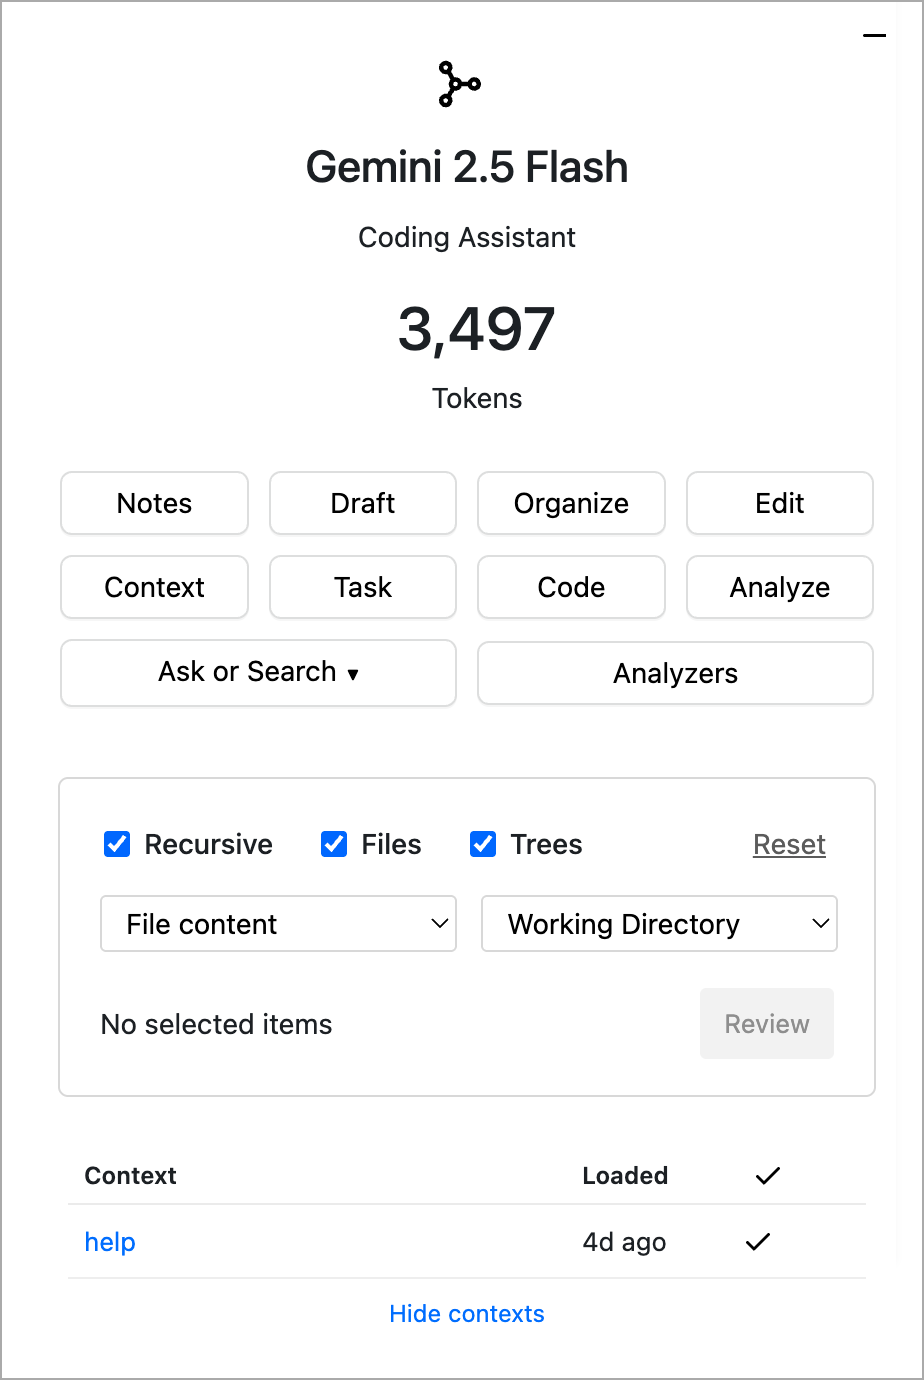 Gemini 2.5 Flash
Coding Assistant
3,497
Tokens
Notes Draft Organize Edit
Context Task Code Analyze
Ask or Search ▾ Analyzers
Recursive Files Trees Reset
File content Working Directory
No selected items Review
Context Loaded
help 4d ago
Hide contexts